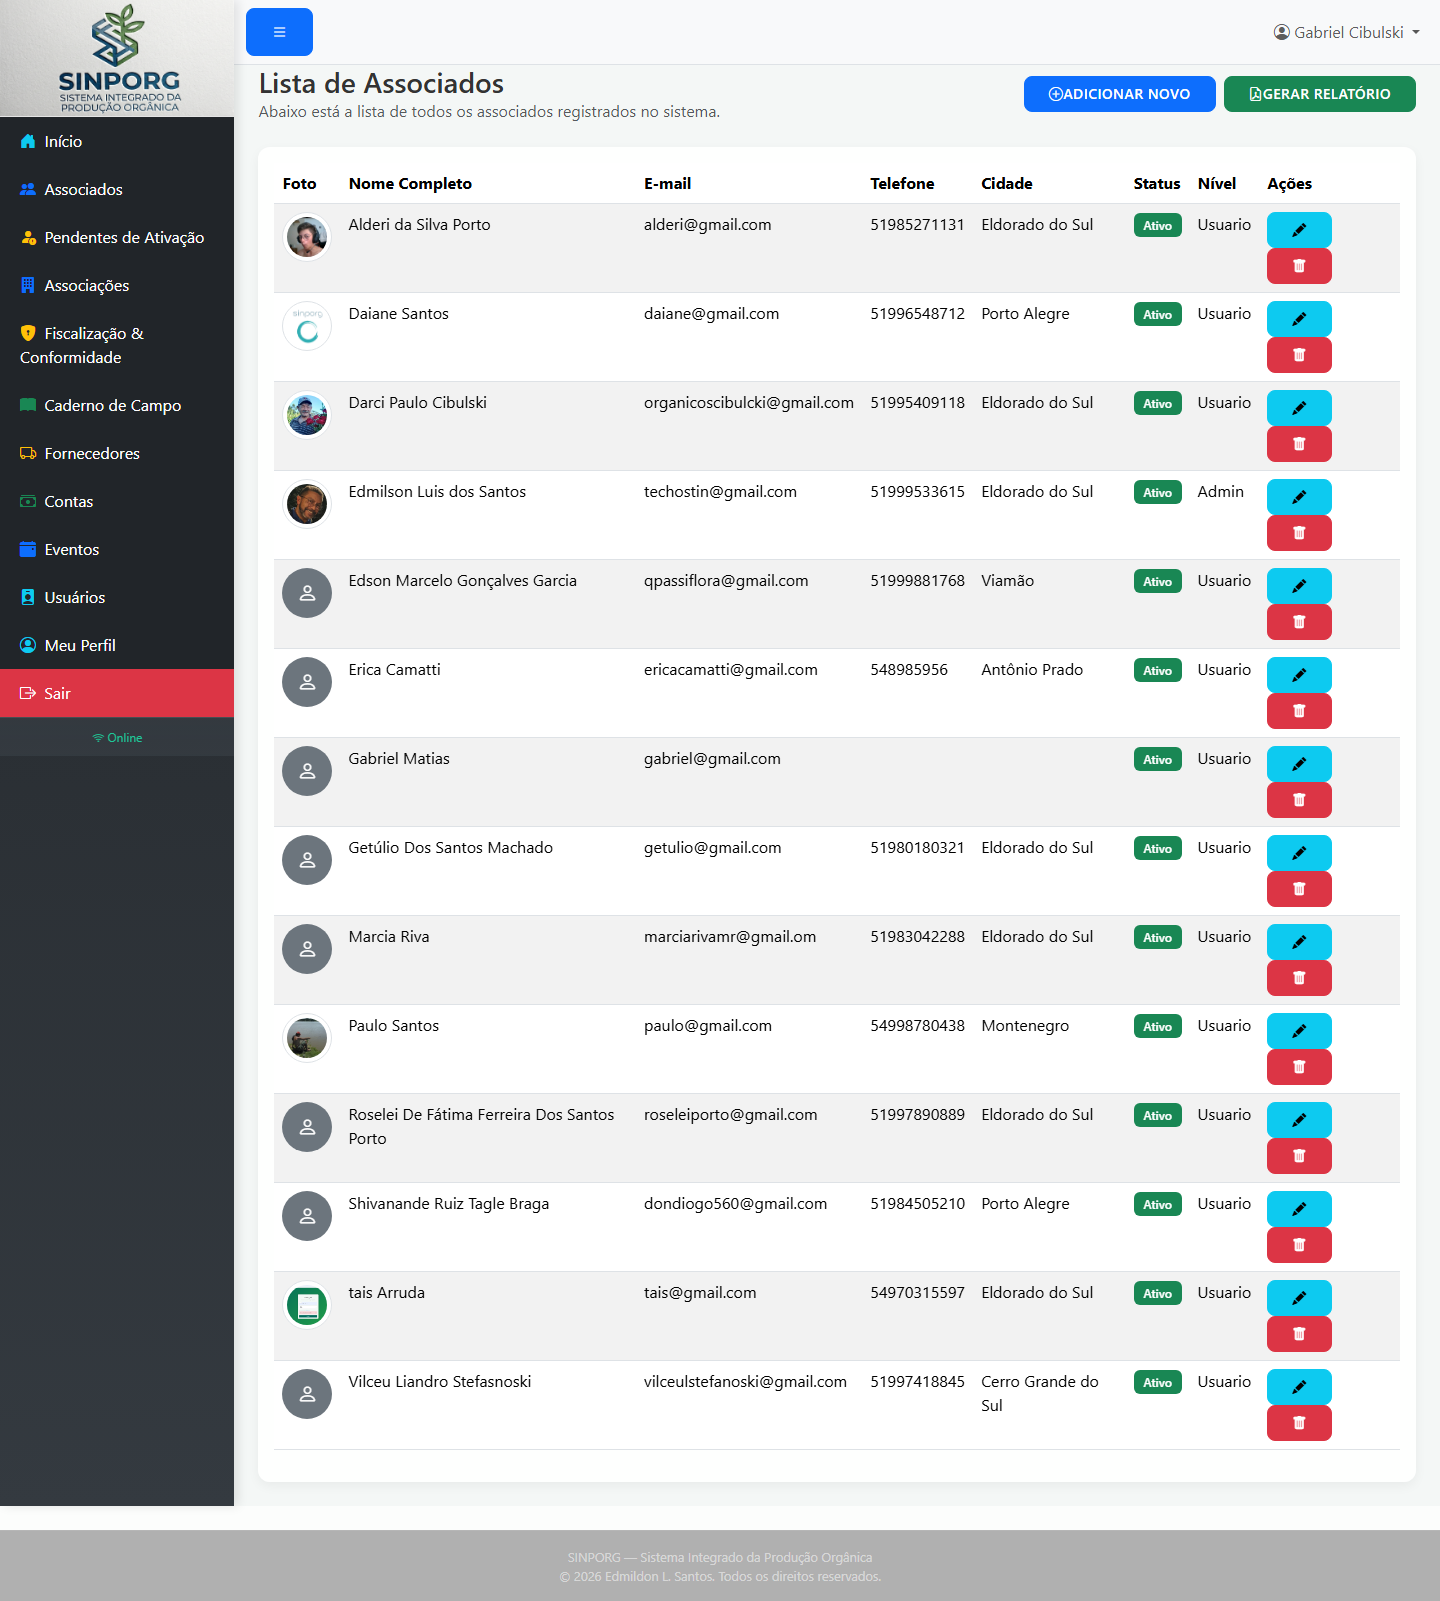 SINPORG
SISTEMA INTEGRADO DA
PRODUÇÃO ORGÂNICA
Início
Associados
Pendentes de Ativação
Associações
Fiscalização &
Conformidade
Caderno de Campo
Fornecedores
Contas
Eventos
Usuários
Meu Perfil
Sair
Online
Gabriel Cibulski
Lista de Associados
Abaixo está a lista de todos os associados registrados no sistema.
ADICIONAR NOVO
GERAR RELATÓRIO
Foto Nome Completo E-mail Telefone Cidade Status Nível Ações
Alderi da Silva Porto alderi@gmail.com 51985271131 Eldorado do Sul Ativo Usuario
sinporg
Daiane Santos daiane@gmail.com 51996548712 Porto Alegre Ativo Usuario
Darci Paulo Cibulski organicoscibulcki@gmail.com 51995409118 Eldorado do Sul Ativo Usuario
Edmilson Luis dos Santos techostin@gmail.com 51999533615 Eldorado do Sul Ativo Admin
Edson Marcelo Gonçalves Garcia qpassiflora@gmail.com 51999881768 Viamão Ativo Usuario
Erica Camatti ericacamatti@gmail.com 548985956 Antônio Prado Ativo Usuario
Gabriel Matias gabriel@gmail.com Ativo Usuario
Getúlio Dos Santos Machado getulio@gmail.com 51980180321 Eldorado do Sul Ativo Usuario
Marcia Riva marciarivamr@gmail.om 51983042288 Eldorado do Sul Ativo Usuario
Paulo Santos paulo@gmail.com 54998780438 Montenegro Ativo Usuario
Roselei De Fátima Ferreira Dos Santos roseleiporto@gmail.com 51997890889 Eldorado do Sul Ativo Usuario
Porto
Shivanande Ruiz Tagle Braga dondiogo560@gmail.com 51984505210 Porto Alegre Ativo Usuario
tais Arruda tais@gmail.com 54970315597 Eldorado do Sul Ativo Usuario
Vilceu Liandro Stefasnoski vilceulstefanoski@gmail.com 51997418845 Cerro Grande do Ativo Usuario
Sul
SINPORG — Sistema Integrado da Produção Orgânica
© 2026 Edmildon L. Santos. Todos os direitos reservados.